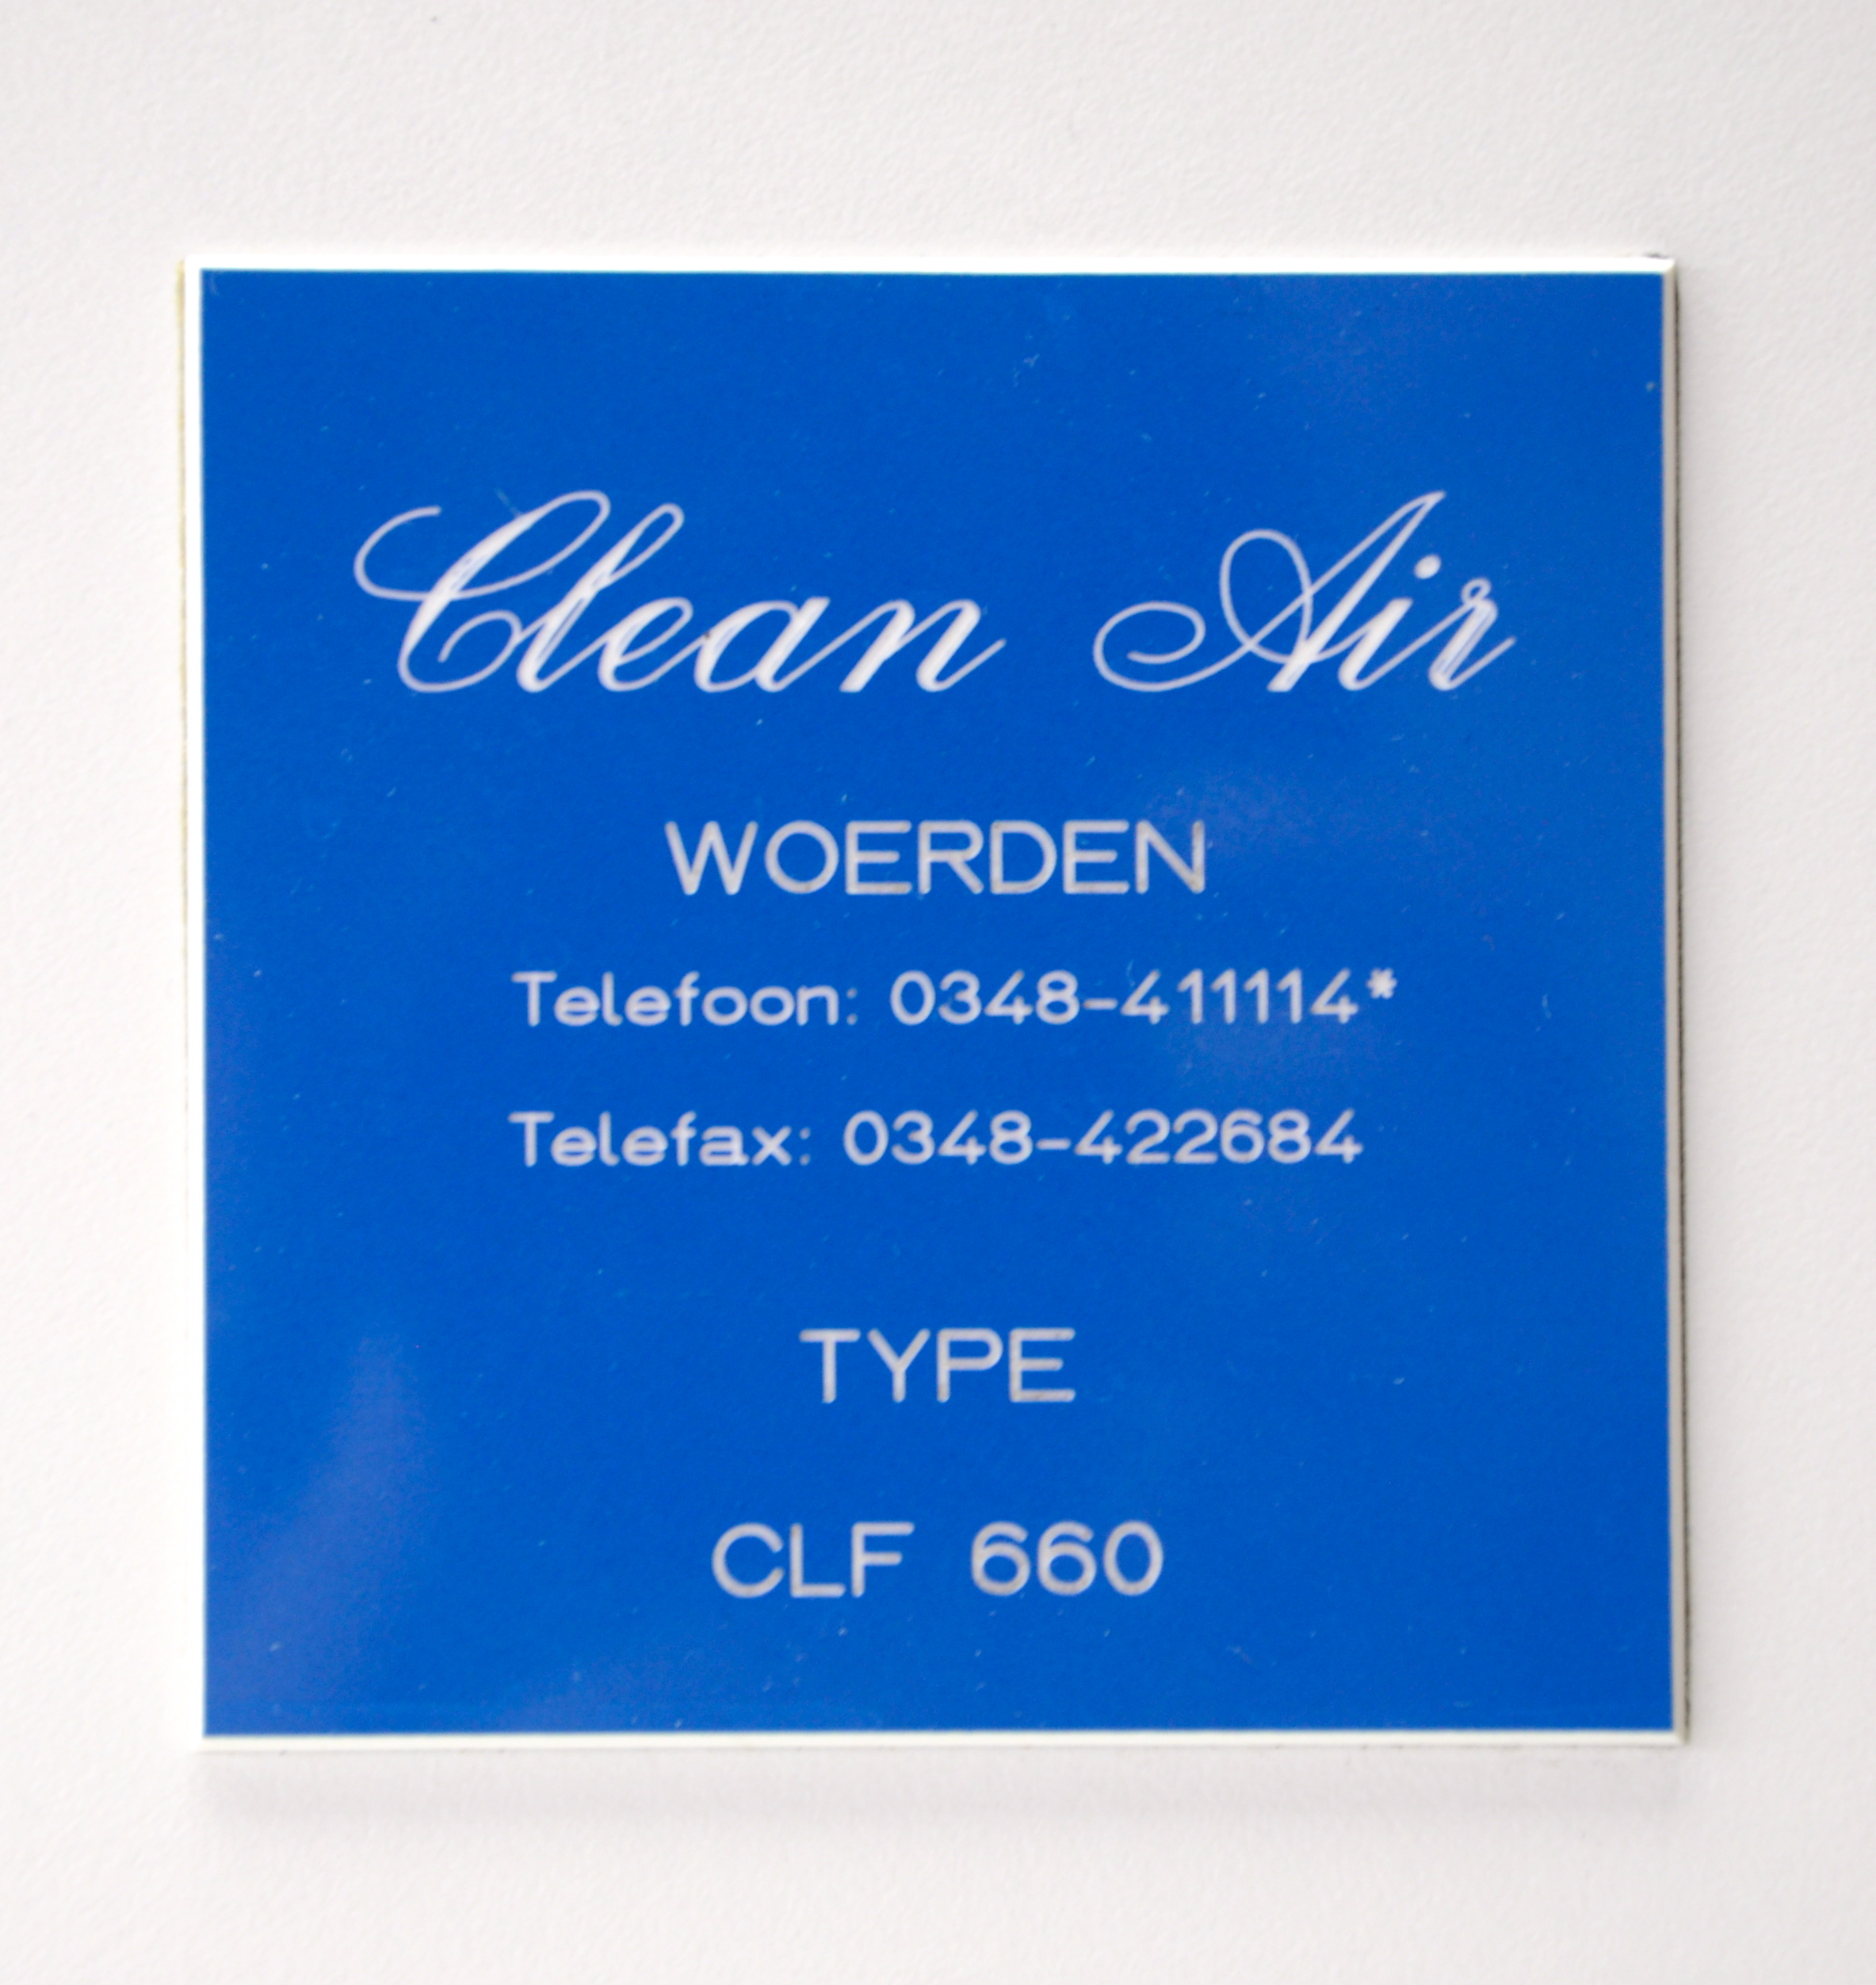 Clean Air
WOERDEN
Telefoon: 0348-411114*
Telefax: 0348-422684
TYPE
CLF 660